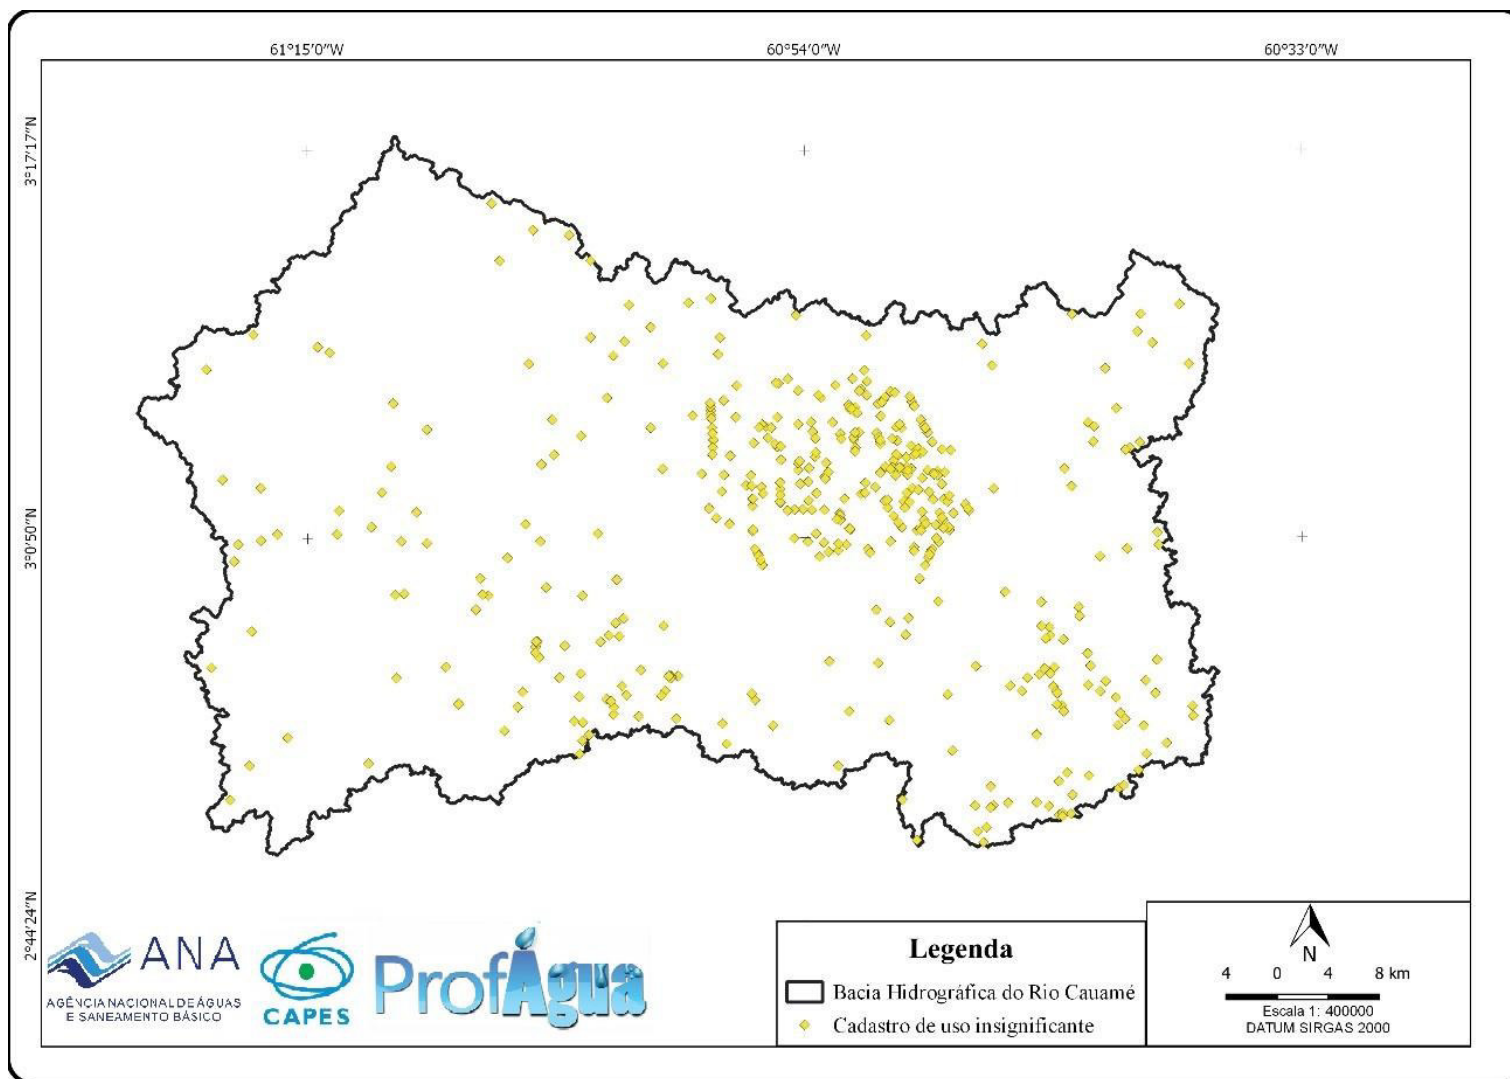 61°15'0"W
60°54'0"W
60°33'0"W
3°17'17"N
3°0'50"N
2°44'24"N
ANA
AGÊNCIA NACIONAL DE ÁGUAS
E SANEAMENTO BÁSICO
CAPES
ProfÁgua
Legenda
Bacia Hidrográfica do Rio Cauamé
Cadastro de uso insignificante
N
4 0 4 8 km
Escala 1: 400000
DATUM SIRGAS 2000